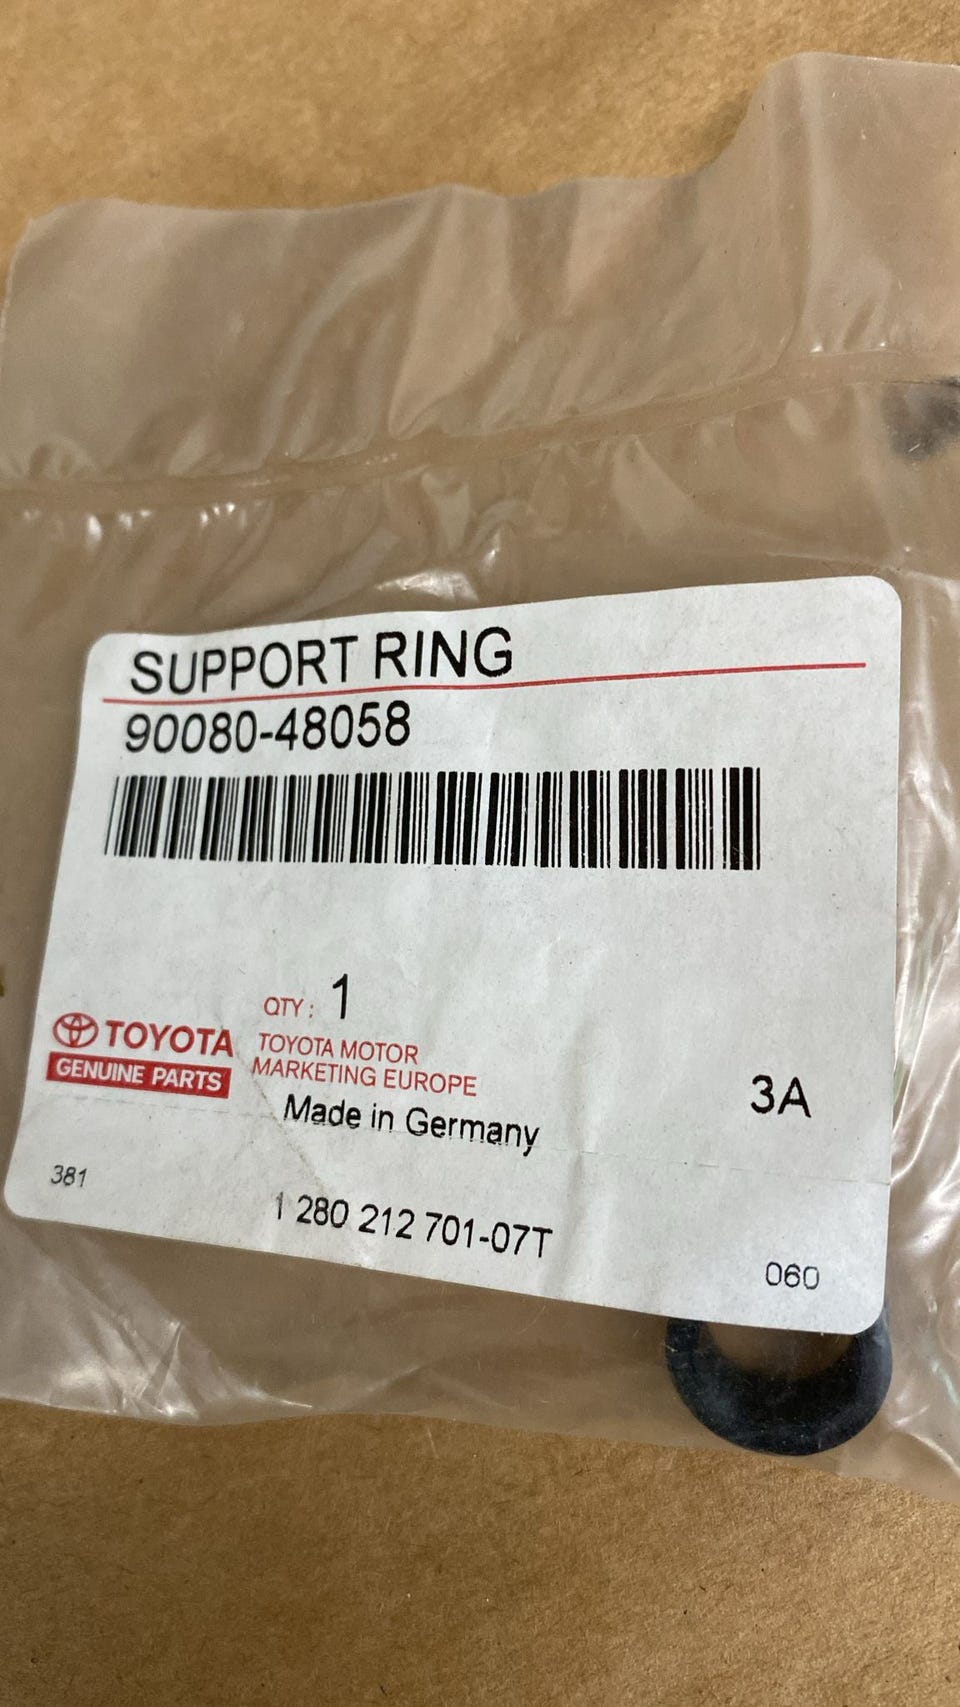 SUPPORT RING
90080-48058
QTY: 1
TOYOTA
GENUINE PARTS
TOYOTA MOTOR
MARKETING EUROPE
Made in Germany
3A
381
1 280 212 701-07T
060